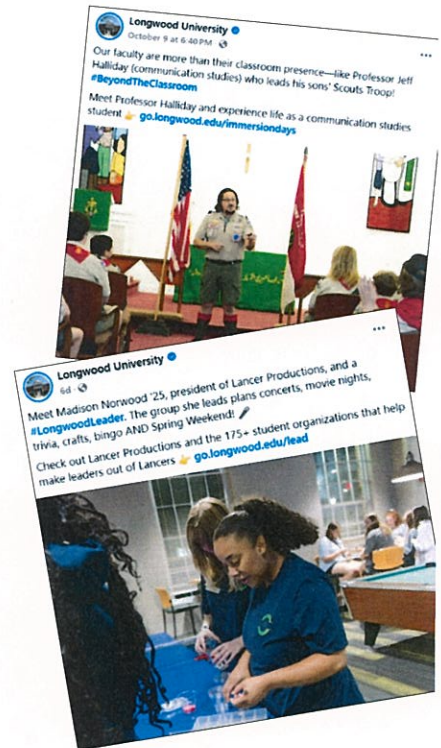 Longwood University
October 9 at 6:40 PM
Our faculty are more than their classroom presence—like Professor Jeff
Halliday (communication studies) who leads his sons' Scouts Troop!
#BeyondTheClassroom
Meet Professor Halliday and experience life as a communication studies
student 👉 go.longwood.edu/immersiondays
Longwood University
6d
Meet Madison Norwood '25, president of Lancer Productions, and a
#LongwoodLeader. The group she leads plans concerts, movie nights,
trivia, crafts, bingo AND Spring Weekend! 🎤
Check out Lancer Productions and the 175+ student organizations that help
make leaders out of Lancers 👉 go.longwood.edu/lead